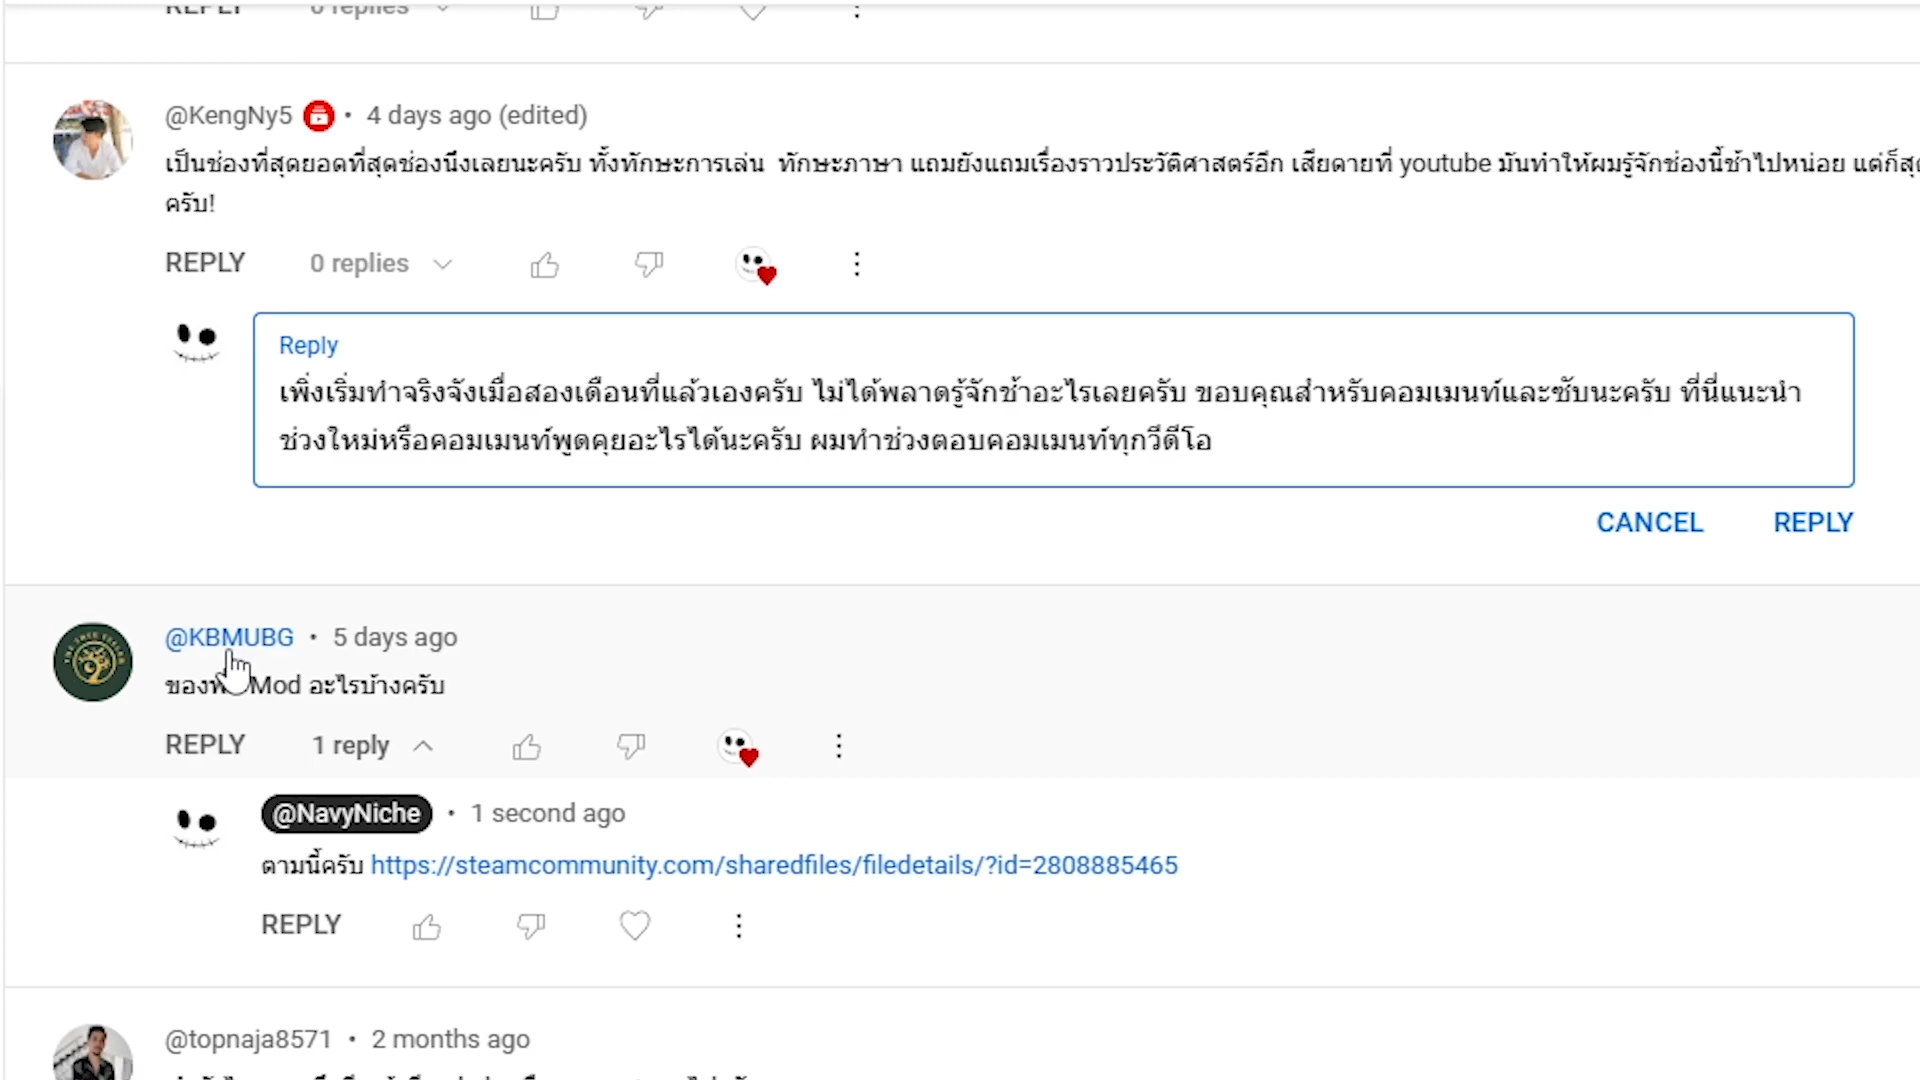 REPLY 0 replies
@KengNy5 • 4 days ago (edited)
เป็นช่องที่สุดยอดที่สุดช่องนึงเลยนะครับ ทั้งทักษะการเล่น ทักษะภาษา แถมยังแถมเรื่องราวประวัติศาสตร์อีก เสียดายที่ youtube มันทำให้ผมรู้จักช่องนี้ช้าไปหน่อย แต่ก็
ครับ!
REPLY 0 replies
Reply
เพิ่งเริ่มทำจริงจังเมื่อสองเดือนที่แล้วเองครับ ไม่ได้พลาดรู้จักช้าอะไรเลยครับ ขอบคุณสำหรับคอมเมนท์และซับนะครับ ที่นี่แนะนำ
ช่วงใหม่หรือคอมเมนท์พูดคุยอะไรได้นะครับ ผมทำช่วงตอบคอมเมนท์ทุกวีดีโอ
CANCEL REPLY
@KBMUBG • 5 days ago
Mod อะไรบ้างครับ
REPLY 1 reply
@NavyNiche • 1 second ago
ตามนี้ครับ https://steamcommunity.com/sharedfiles/filedetails/?id=2808885465
REPLY
@topnaja8571 • 2 months ago